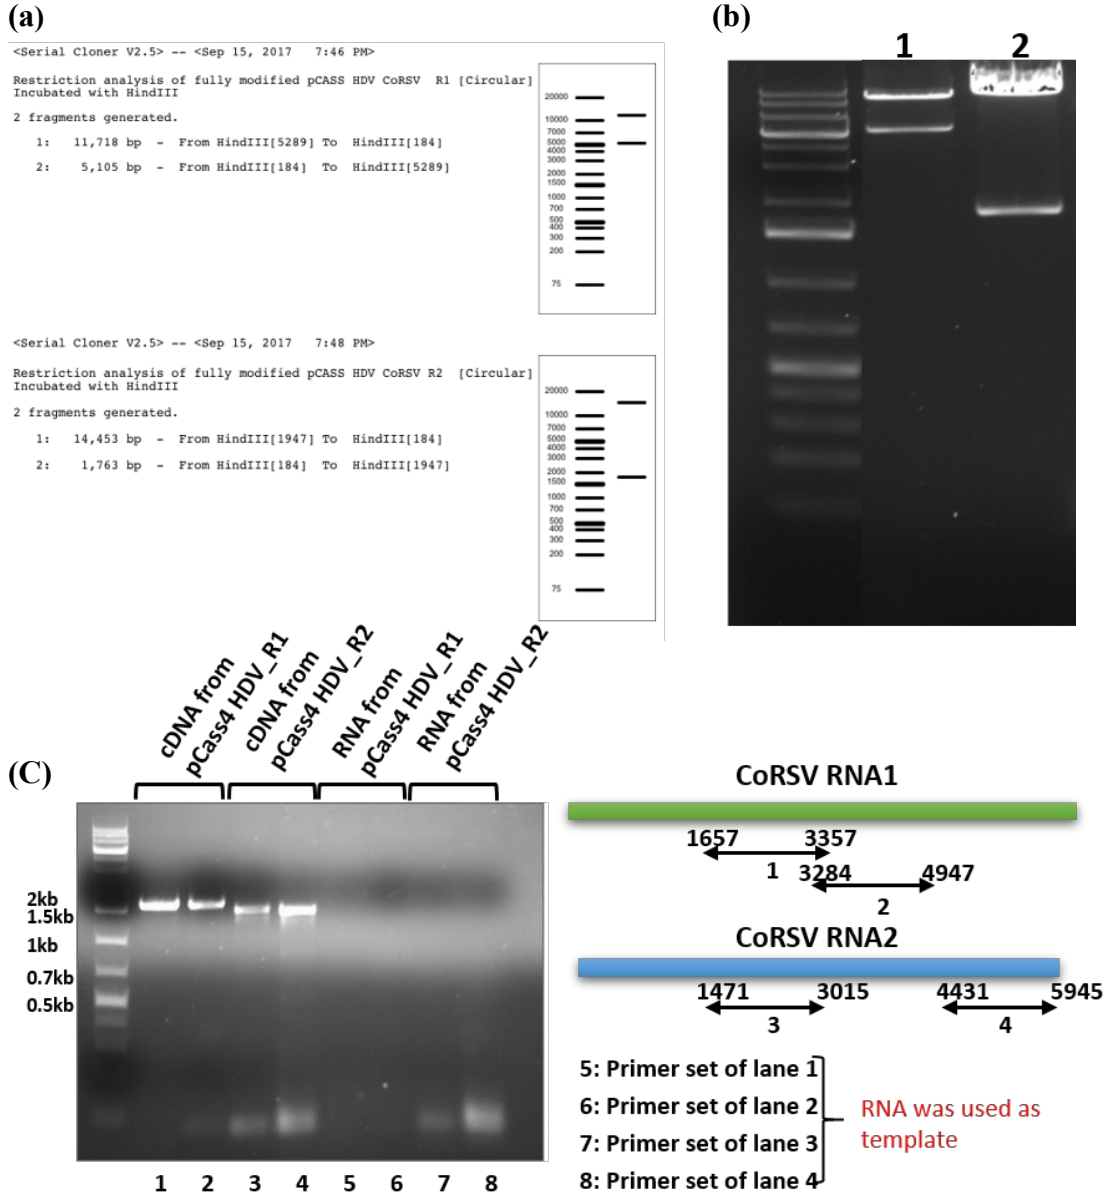 (a)
<Serial Cloner V2.5> -- <Sep 15, 2017   7:46 PM>
Restriction analysis of fully modified pCASS HDV CoRSV  R1 [Circular]
Incubated with HindIII
2 fragments generated.
1:   11,718 bp  -  From HindIII[5289] To  HindIII[184]
2:    5,105 bp  -  From HindIII[184]  To  HindIII[5289]
20000
10000
7000
5000
4000
3000
2000
1500
1000
700
500
400
300
200
75
<Serial Cloner V2.5> -- <Sep 15, 2017   7:48 PM>
Restriction analysis of fully modified pCASS HDV CoRSV R2  [Circular]
Incubated with HindIII
2 fragments generated.
1:   14,453 bp  -  From HindIII[1947] To  HindIII[184]
2:    1,763 bp  -  From HindIII[184]  To  HindIII[1947]
20000
10000
7000
5000
4000
3000
2000
1500
1000
700
500
400
300
200
75
(b)
1 2
(C)
cDNA from
pCass4 HDV_R1
cDNA from
pCass4 HDV_R2
RNA from
pCass4 HDV_R1
RNA from
pCass4 HDV_R2
2kb
1.5kb
1kb
0.7kb
0.5kb
1 2 3 4 5 6 7 8
CoRSV RNA1
1657 3357
1 3284 4947
2
CoRSV RNA2
1471 3015 4431 5945
3 4
5: Primer set of lane 1
6: Primer set of lane 2
7: Primer set of lane 3
8: Primer set of lane 4
RNA was used as
template